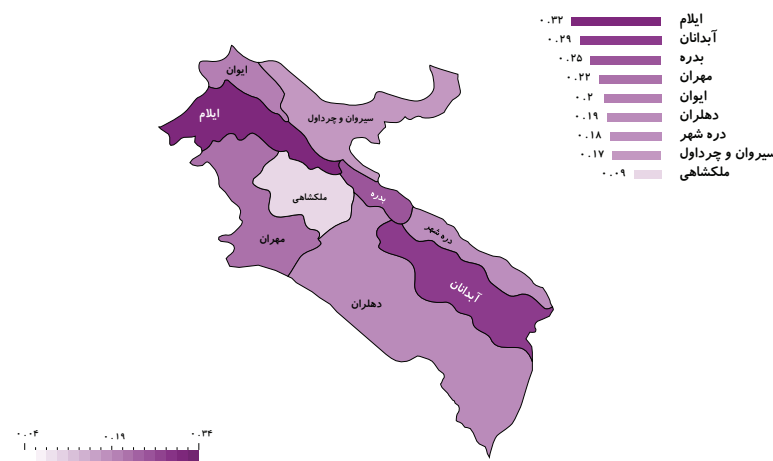 ایلام ۰.۳۲
آبدانان ۰.۲۹
بدره ۰.۲۵
مهران ۰.۲۲
ایوان ۰.۲
دهلران ۰.۱۹
دره شهر ۰.۱۸
سیروان و چرداول ۰.۱۷
ملکشاهی ۰.۰۹
ایوان
ایلام
سیروان و چرداول
ملکشاهی
بدره
مهران
دره شهر
آبدانان
دهلران
۰.۰۴ ۰.۱۹ ۰.۳۴